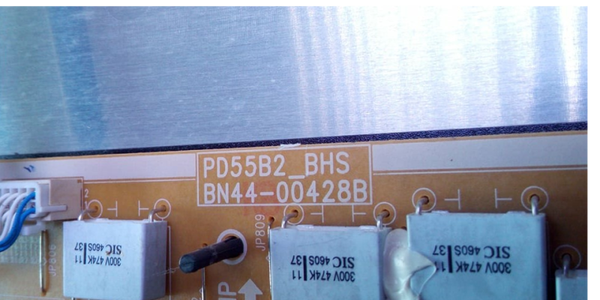 PD55B2_BHS
BN44-00428B
JP809
SIC 460S 37
300V 474K 11
SIC 460S 37
300V 474K 11
SIC 460S 37
300V 474K 11